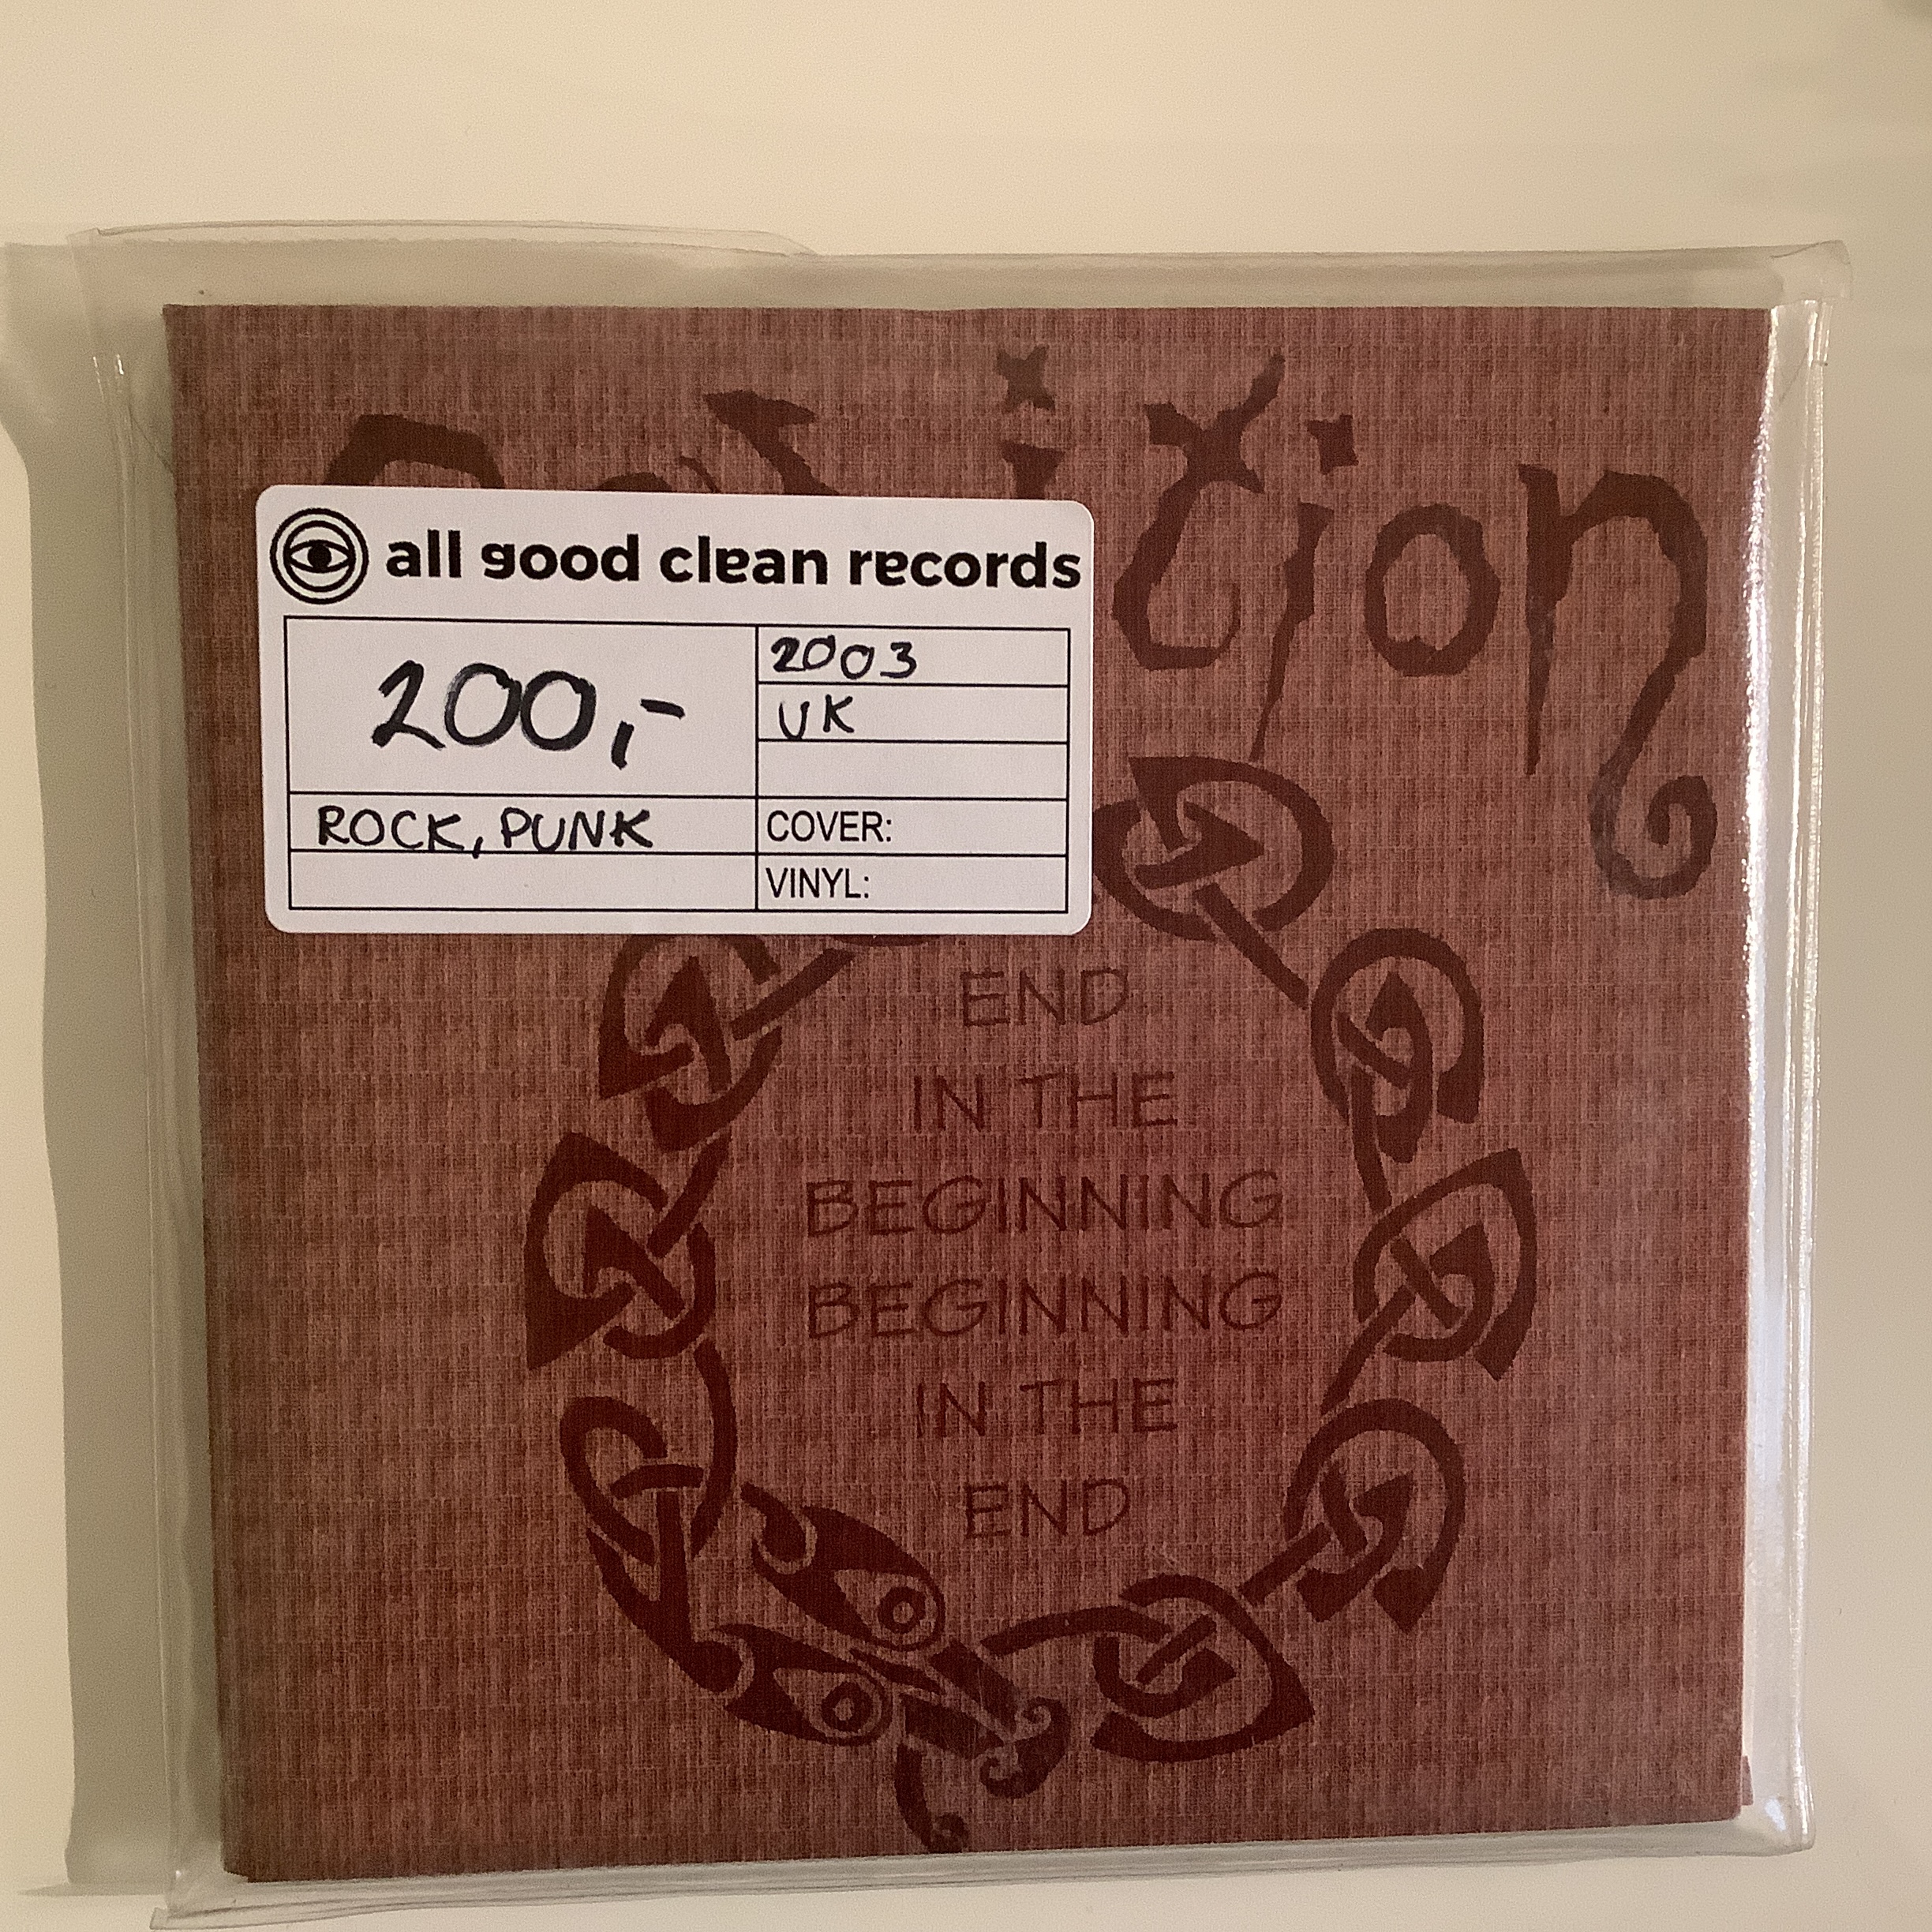 all good clean records
200,-
2003
UK
ROCK, PUNK
COVER:
VINYL:
END
IN THE
BEGINNING
BEGINNING
IN THE
END